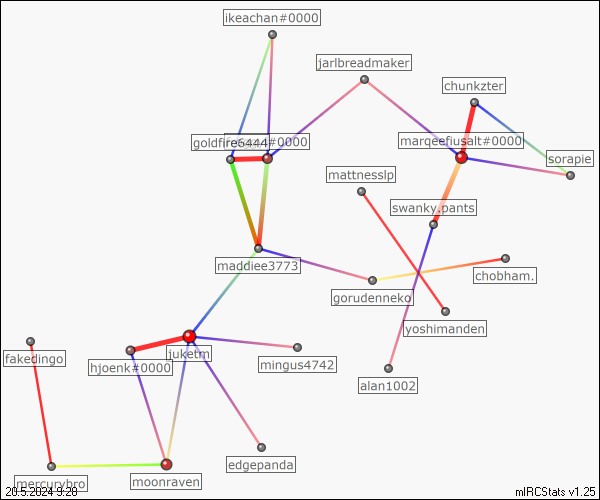 ikeachan#0000
jarlbreadmaker
chunkzter
goldfire6444
#0000
marqeefiusalt#0000
sorapie
mattnesslp
swanky.pants
maddiee3773
chobham.
gorudenneko
yoshimanden
juketm
fakedingo
hjoenk#0000
mingus4742
alan1002
edgepanda
mercurybro
moonraven
20.5.2024 9:28
mIRCStats v1.25